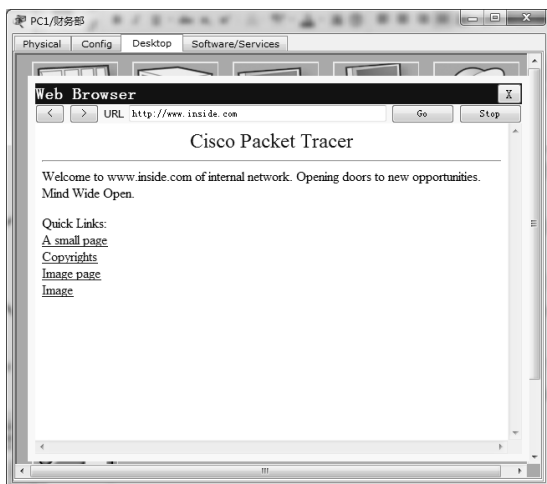 PC1/财务部
Physical Config Desktop Software/Services
Web Browser X
< > URL http://www.inside.com Go Stop
Cisco Packet Tracer
Welcome to www.inside.com of internal network. Opening doors to new opportunities.
Mind Wide Open.
Quick Links:
A small page
Copyrights
Image page
Image